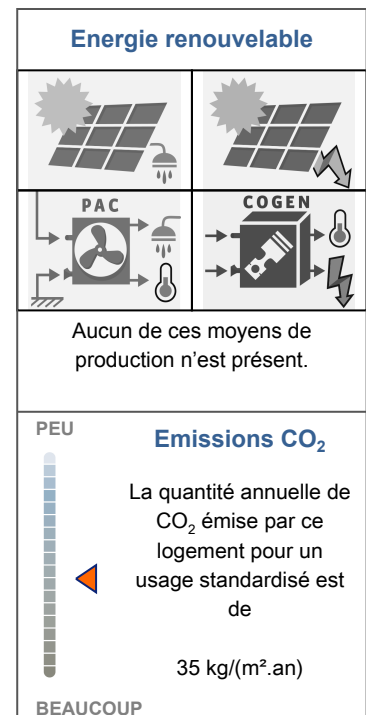 Energie renouvelable
PAC
COGEN
Aucun de ces moyens de
production n'est présent.
PEU
Emissions CO₂
La quantité annuelle de
CO₂ émise par ce
logement pour un
usage standardisé est
de
35 kg/(m².an)
BEAUCOUP